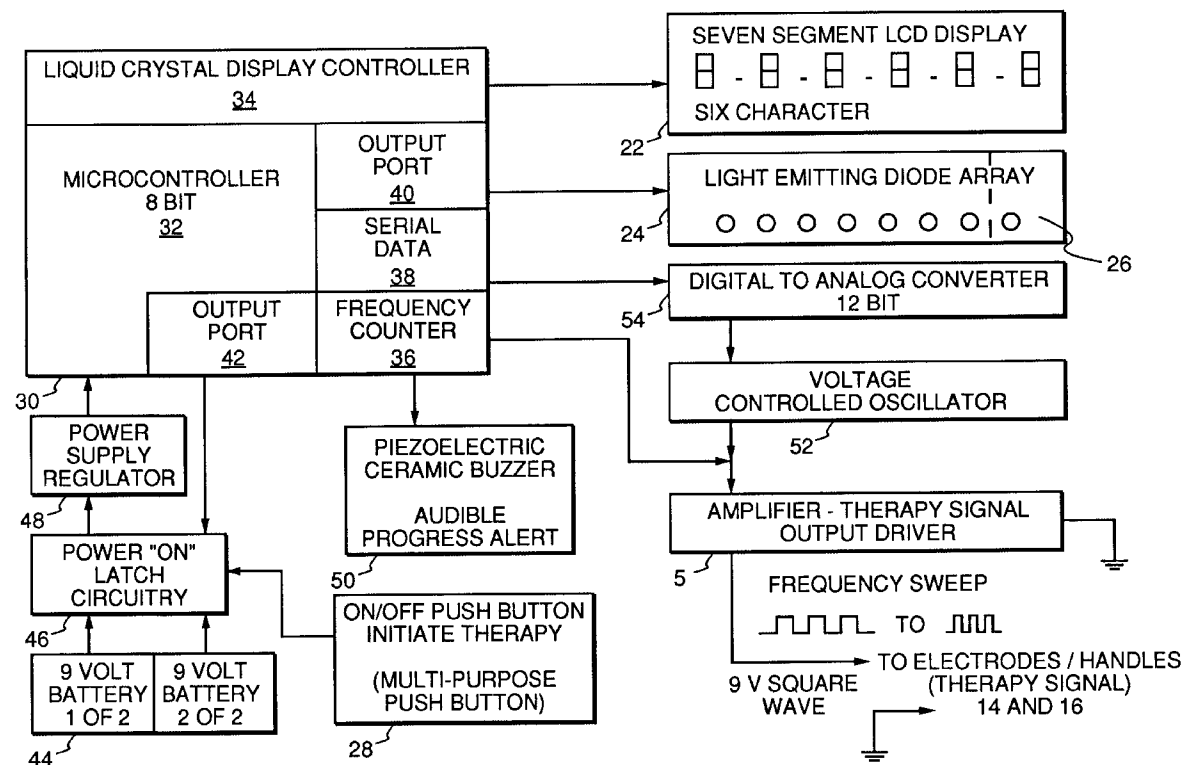 LIQUID CRYSTAL DISPLAY CONTROLLER
34
MICROCONTROLLER
8 BIT
32
OUTPUT
PORT
40
SERIAL
DATA
38
OUTPUT
PORT
42
FREQUENCY
COUNTER
36
30
SEVEN SEGMENT LCD DISPLAY
SIX CHARACTER
22
LIGHT EMITTING DIODE ARRAY
24
26
DIGITAL TO ANALOG CONVERTER
12 BIT
54
VOLTAGE
CONTROLLED OSCILLATOR
52
AMPLIFIER - THERAPY SIGNAL
OUTPUT DRIVER
5
POWER
SUPPLY
REGULATOR
48
POWER "ON"
LATCH
CIRCUITRY
46
9 VOLT
BATTERY
1 OF 2
9 VOLT
BATTERY
2 OF 2
44
PIEZOELECTRIC
CERAMIC BUZZER
AUDIBLE
PROGRESS ALERT
50
ON/OFF PUSH BUTTON
INITIATE THERAPY
(MULTI-PURPOSE
PUSH BUTTON)
28
FREQUENCY SWEEP
TO
TO ELECTRODES / HANDLES
(THERAPY SIGNAL)
14 AND 16
9 V SQUARE
WAVE